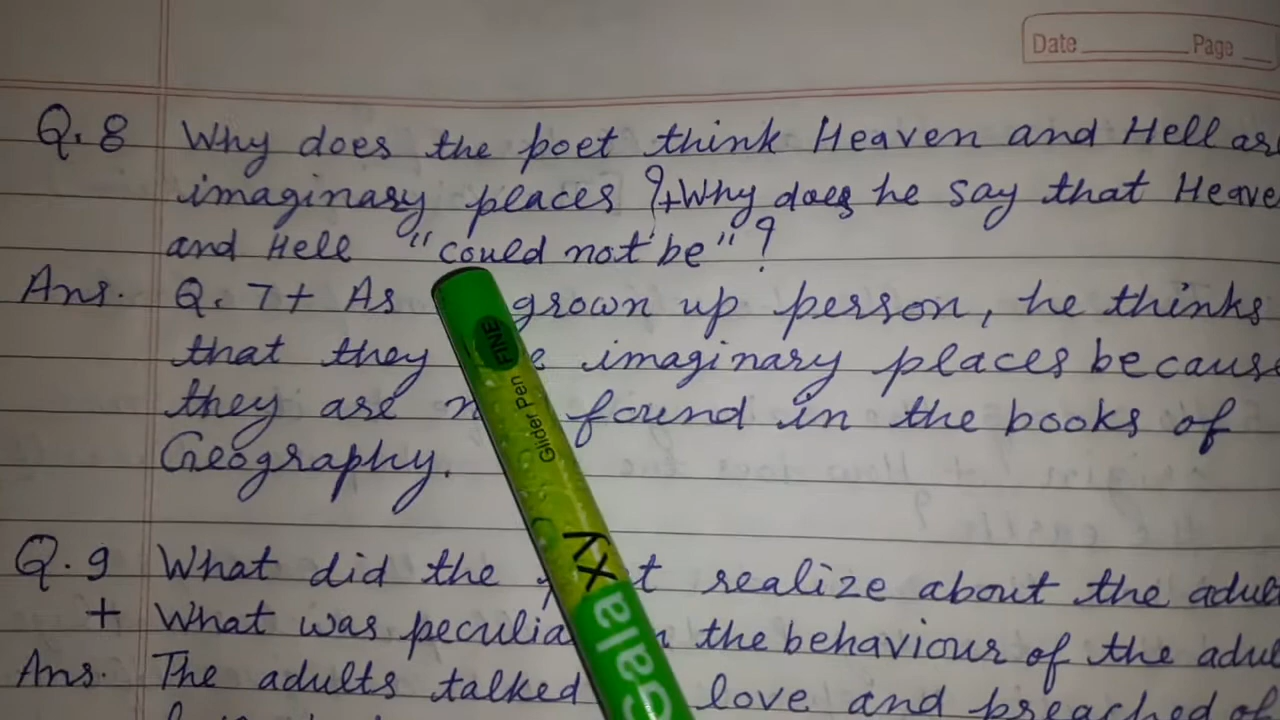 Date Page
Q.8 Why does the poet think Heaven and Hell as
imaginary places ?+Why does he say that Heave
and Hell "could not be"?
Ans. Q.7+ As grown up person, he thinks
that they imaginary places because
they are found in the books of
Geography.
Q.9 What did the realize about the adul
+ What was peculia the behaviour of the adul
Ans. The adults talked love and preached of
Glider Pen FINE
Galaxy